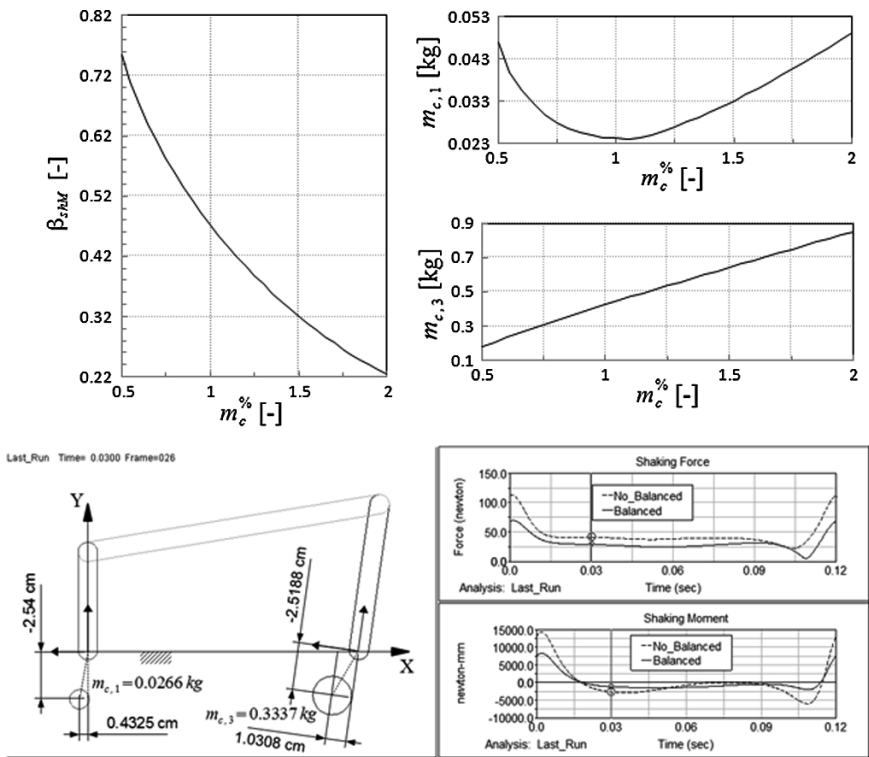 0.82
0.72
0.62
0.52
0.42
0.32
0.22
β_shM [-]
0.5 1 1.5 2
m_c^% [-]
0.053
0.043
0.033
0.023
m_c,1 [kg]
0.5 1 1.5 2
m_c^% [-]
0.9
0.7
0.5
0.3
0.1
m_c,3 [kg]
0.5 1 1.5 2
m_c^% [-]
Last_Run Time= 0.0300 Frame=026
Y
-2.54 cm
-2.5188 cm
X
m_c,1=0.0266 kg
m_c,3=0.3337 kg
0.4325 cm
1.0308 cm
Shaking Force
150.0
100.0
50.0
0.0
Force (newton)
No_Balanced
Balanced
0.0 0.03 0.06 0.09 0.12
Analysis: Last_Run Time (sec)
Shaking Moment
15000.0
10000.0
5000.0
0.0
-5000.0
-10000.0
newton-mm
No_Balanced
Balanced
0.0 0.03 0.06 0.09 0.12
Analysis: Last_Run Time (sec)